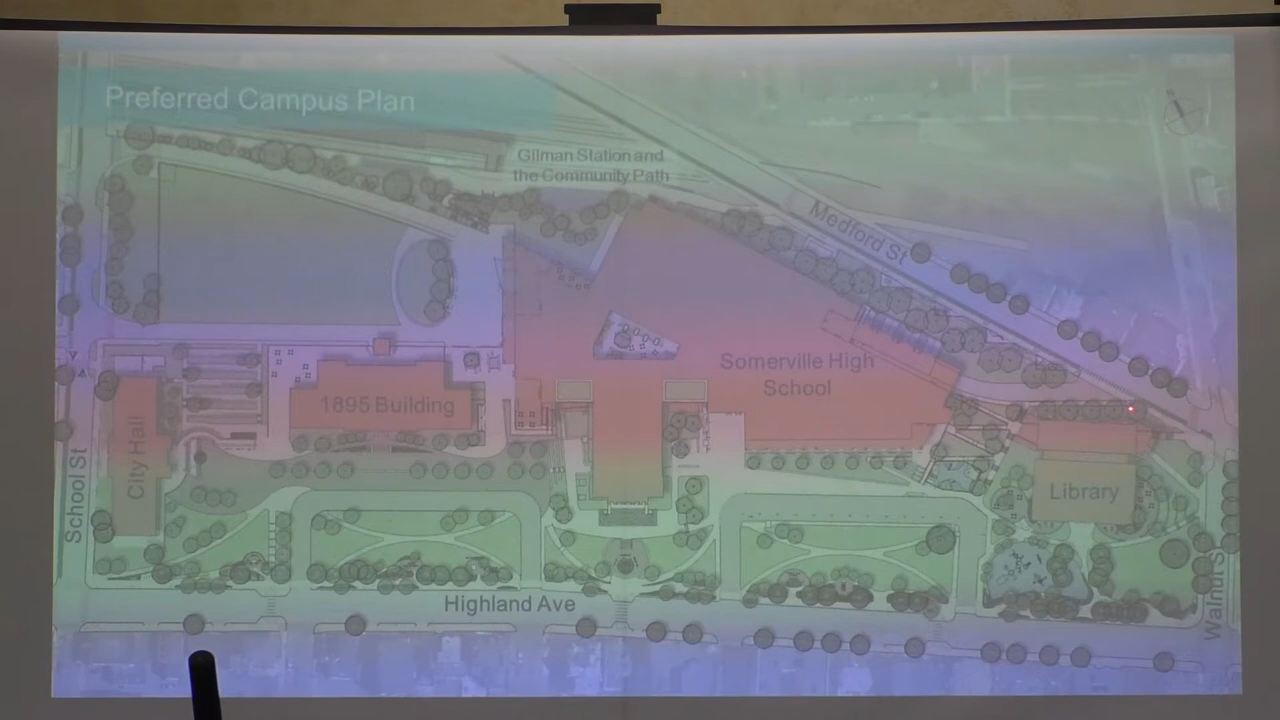 Preferred Campus Plan
Gilman Station and
the Community Path
Medford St
Somerville High
School
1895 Building
City Hall
School St
Library
Highland Ave
Walnut St